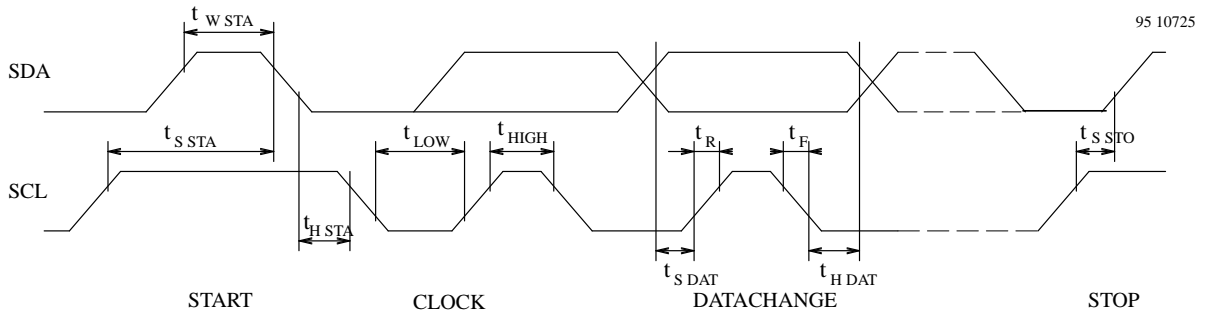 t W STA
95 10725
SDA
t S STA
t LOW
t HIGH
t R
t F
t S STO
SCL
t H STA
t S DAT
t H DAT
START
CLOCK
DATACHANGE
STOP